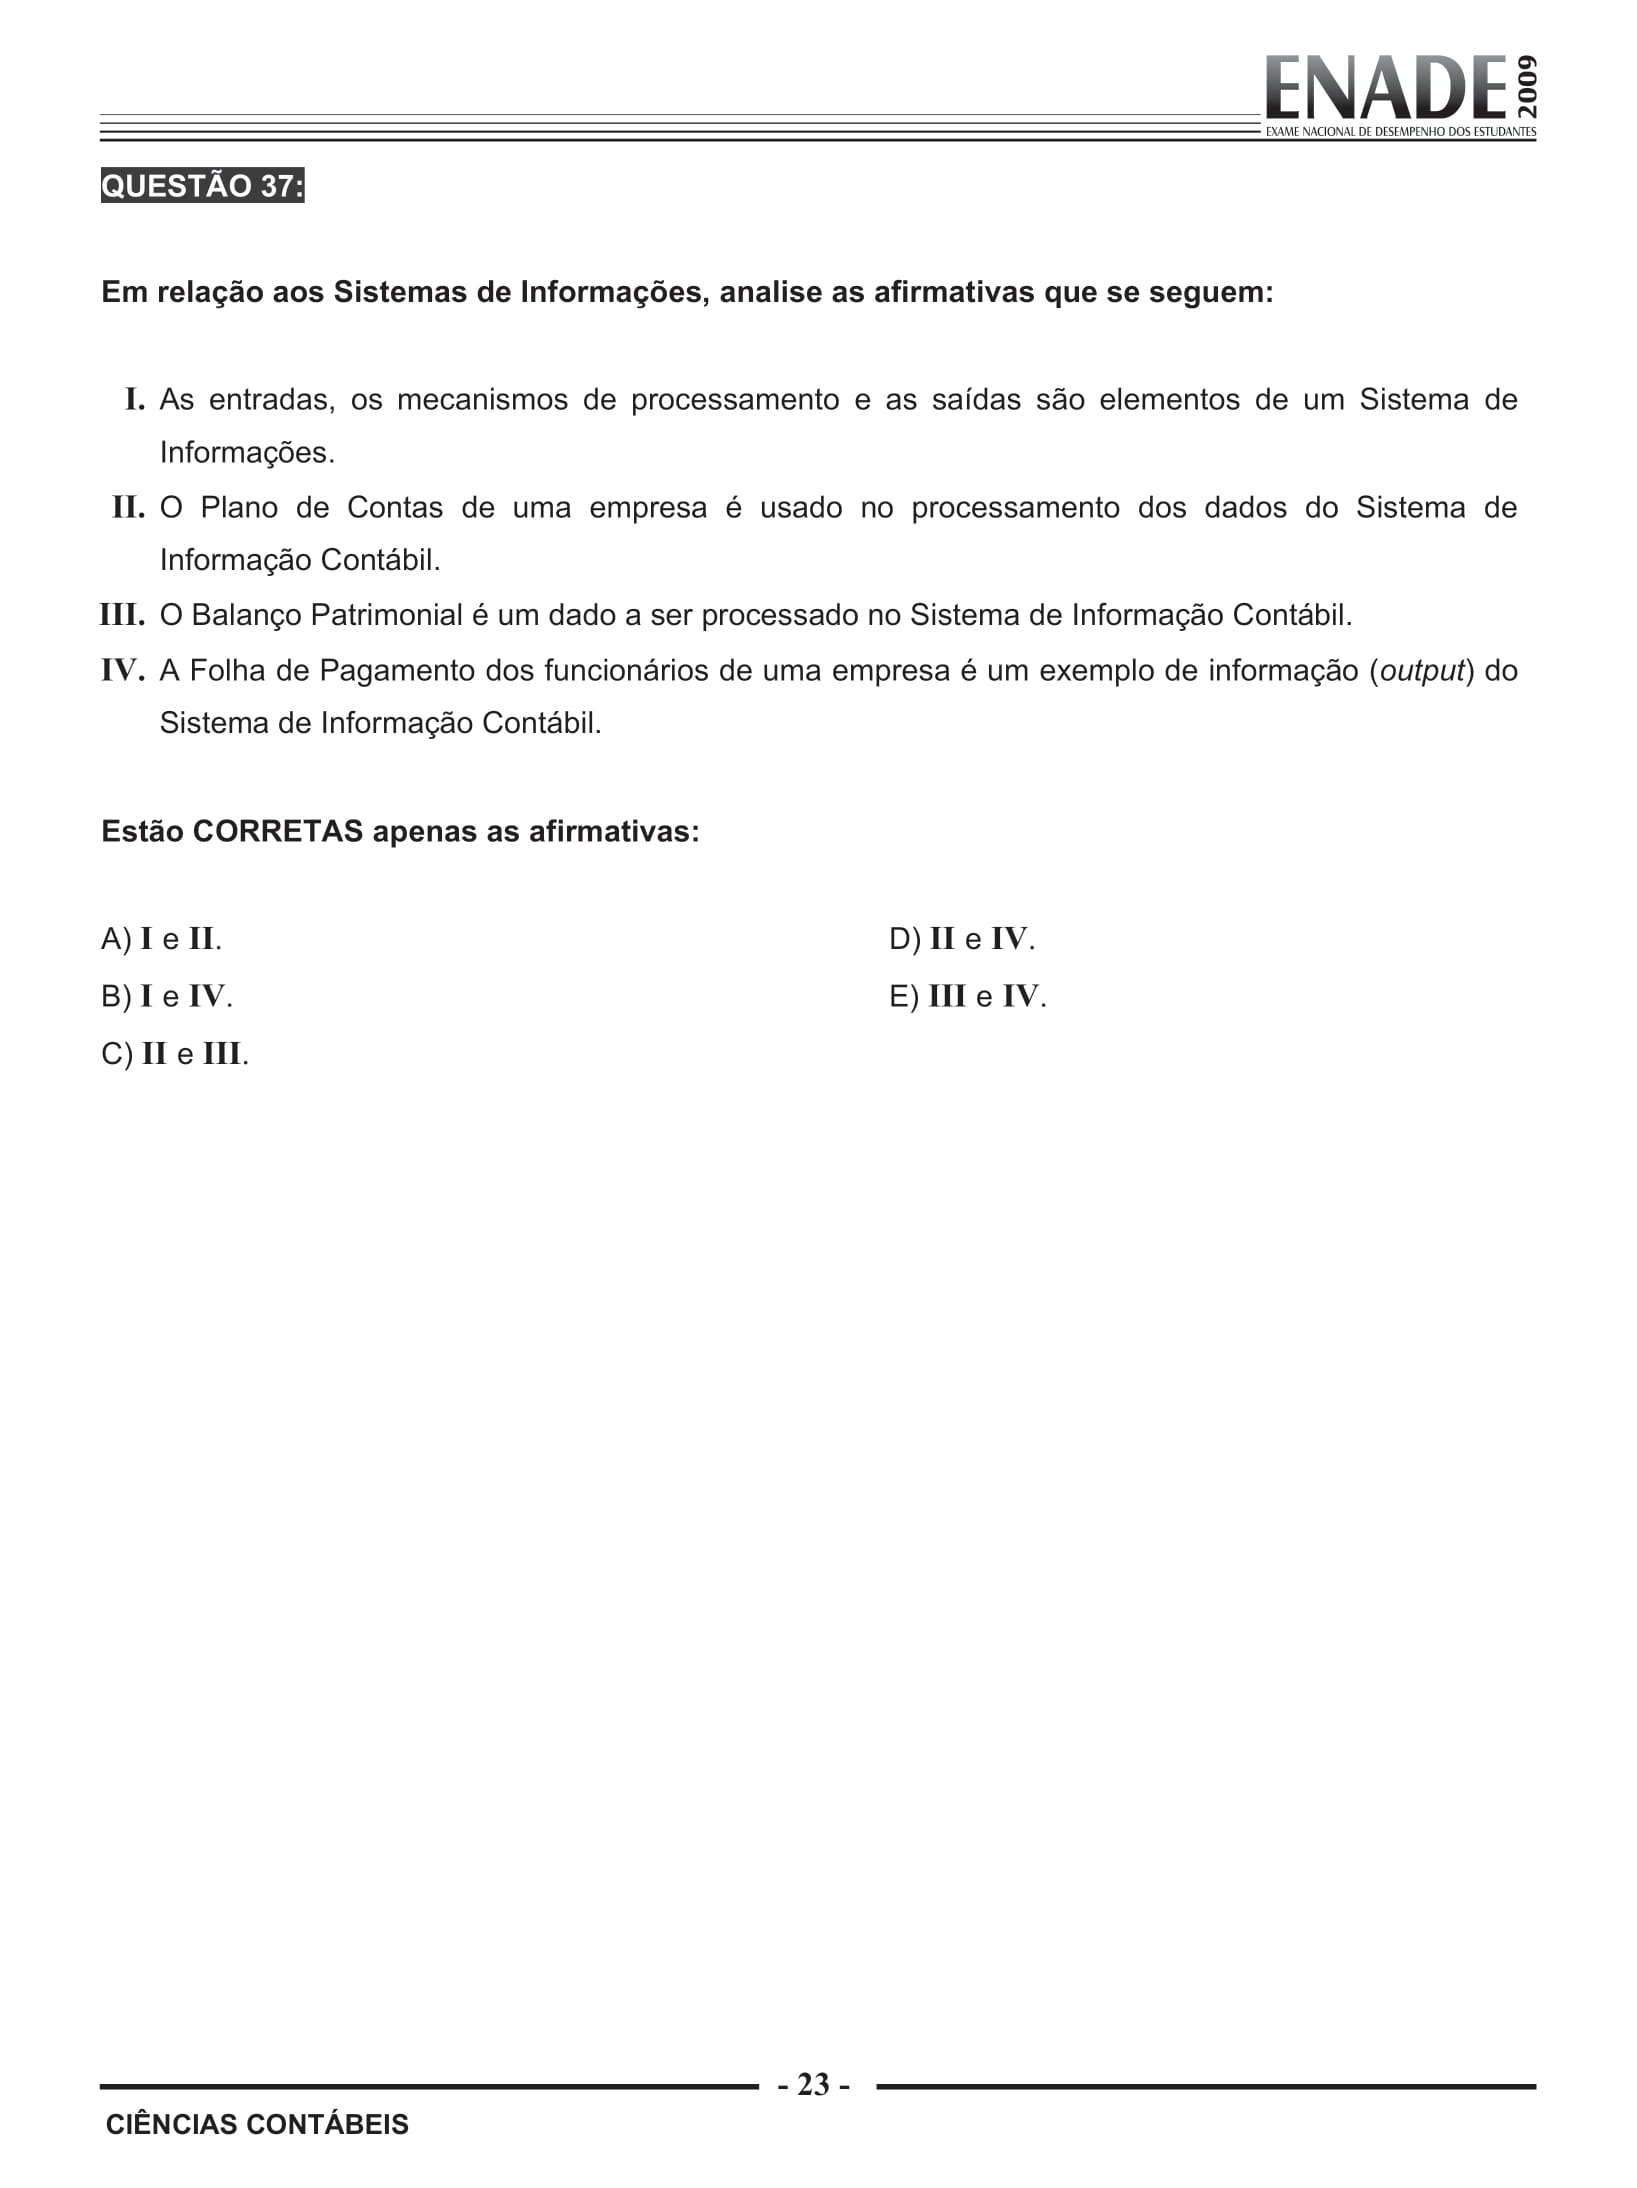 ENADE 2009
EXAME NACIONAL DE DESEMPENHO DOS ESTUDANTES
QUESTÃO 37:
Em relação aos Sistemas de Informações, analise as afirmativas que se seguem:
I. As entradas, os mecanismos de processamento e as saídas são elementos de um Sistema de
Informações.
II. O Plano de Contas de uma empresa é usado no processamento dos dados do Sistema de
Informação Contábil.
III. O Balanço Patrimonial é um dado a ser processado no Sistema de Informação Contábil.
IV. A Folha de Pagamento dos funcionários de uma empresa é um exemplo de informação (output) do
Sistema de Informação Contábil.
Estão CORRETAS apenas as afirmativas:
A) I e II.
B) I e IV.
C) II e III.
D) II e IV.
E) III e IV.
- 23 -
CIÊNCIAS CONTÁBEIS